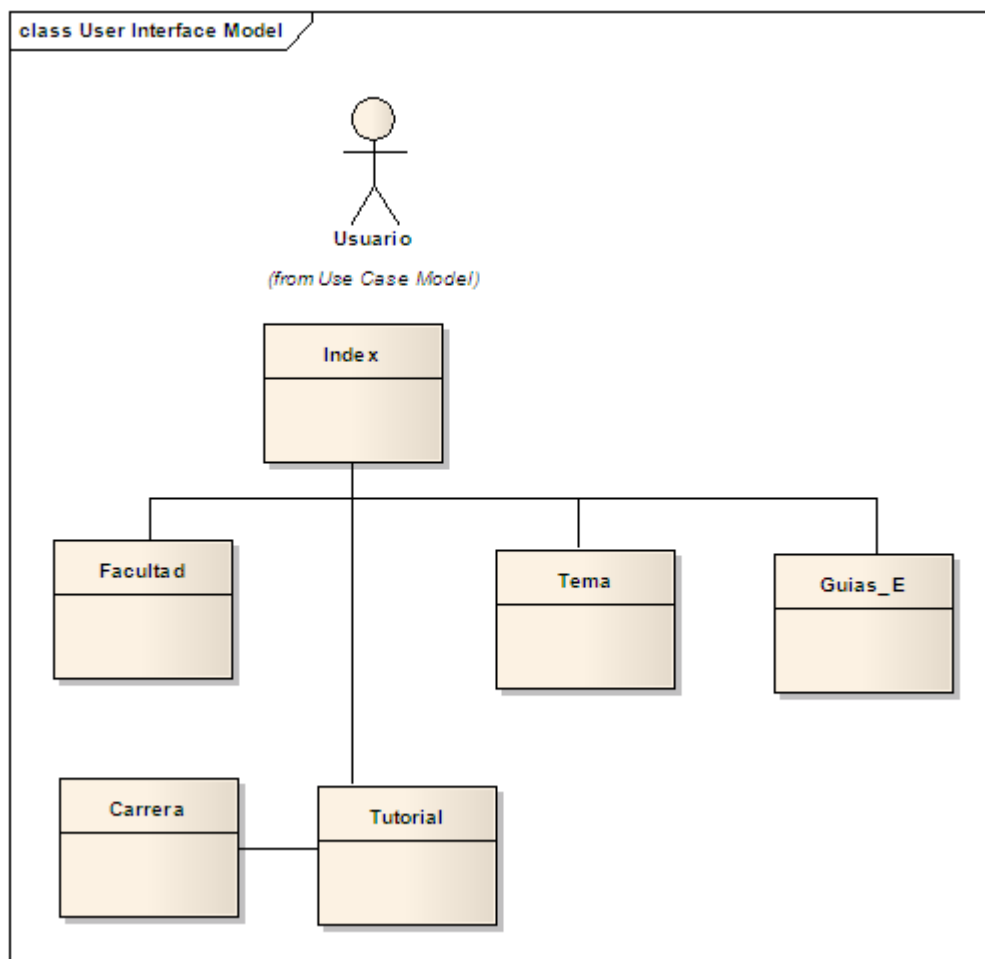 class User Interface Model
Usuario
(from Use Case Model)
Index
Facultad
Tema
Guias_E
Carrera
Tutorial